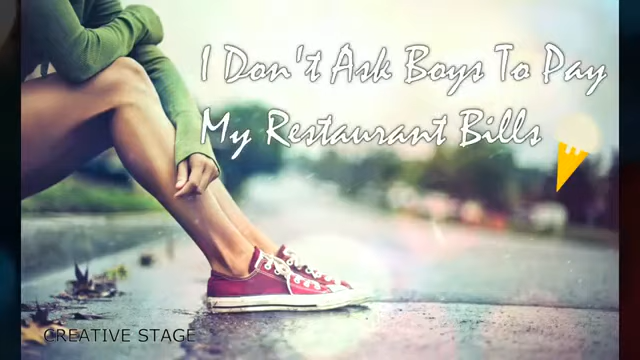 I Don't Ask Boys To Pay
My Restaurant Bills
CREATIVE STAGE